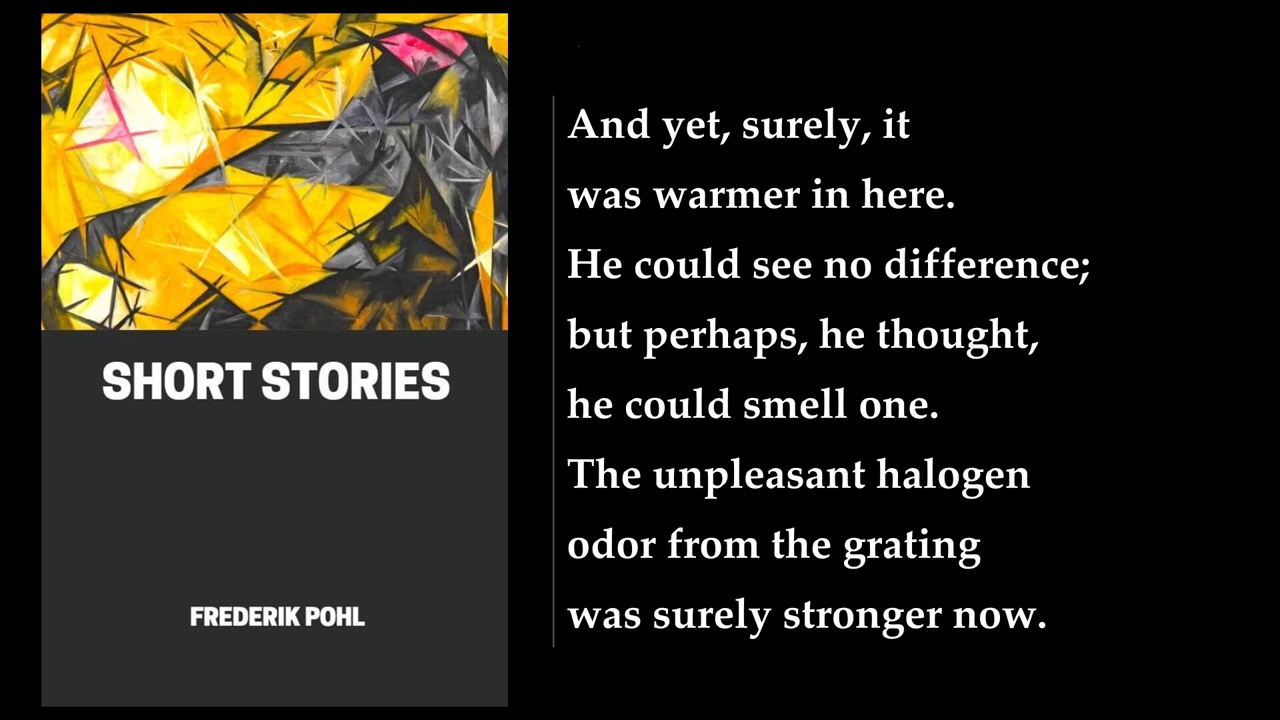 SHORT STORIES
FREDERIK POHL
And yet, surely, it
was warmer in here.
He could see no difference;
but perhaps, he thought,
he could smell one.
The unpleasant halogen
odor from the grating
was surely stronger now.